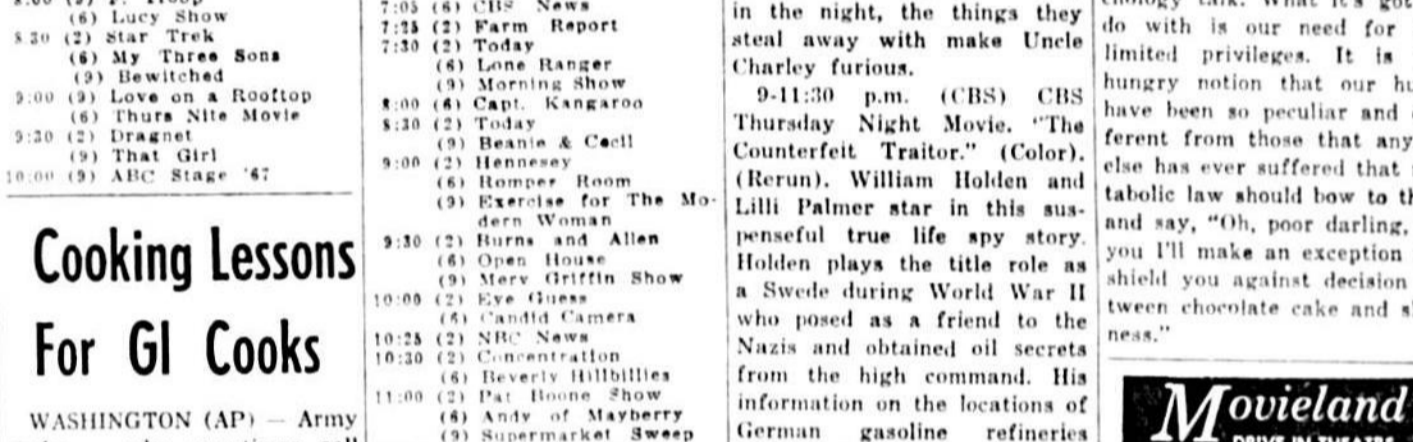 (6) Lucy Show
8:30 (2) Star Trek
(6) My Three Sons
(9) Bewitched
9:00 (9) Love on a Rooftop
(6) Thurs Nite Movie
9:30 (2) Dragnet
(9) That Girl
10:00 (9) ABC Stage '67
Cooking Lessons
For GI Cooks
WASHINGTON (AP) — Army
7:05 (6) CBS News
7:25 (2) Farm Report
7:30 (2) Today
(6) Lone Ranger
(9) Morning Show
8:00 (6) Capt. Kangaroo
8:30 (2) Today
(9) Beanie & Cecil
9:00 (2) Hennesey
(6) Romper Room
(9) Exercise for The Mo-
dern Woman
9:30 (2) Burns and Allen
(6) Open House
(9) Merv Griffin Show
10:00 (2) Eye Guess
(6) Candid Camera
10:25 (2) NBC News
10:30 (2) Concentration
(6) Beverly Hillbillies
11:00 (2) Pat Boone Show
(6) Andy of Mayberry
(9) Supermarket Sweep
in the night, the things they
steal away with make Uncle
Charley furious.
9-11:30 p.m. (CBS) CBS
Thursday Night Movie. "The
Counterfeit Traitor." (Color).
(Rerun). William Holden and
Lilli Palmer star in this sus-
penseful true life spy story.
Holden plays the title role as
a Swede during World War II
who posed as a friend to the
Nazis and obtained oil secrets
from the high command. His
information on the locations of
German gasoline refineries
do with is our need for
limited privileges. It is
hungry notion that our
have been so peculiar and
ferent from those that
else has ever suffered that
tabolic law should bow to
and say, "Oh, poor darling,
you I'll make an exception
shield you against decision
tween chocolate cake and
ness."
Movieland